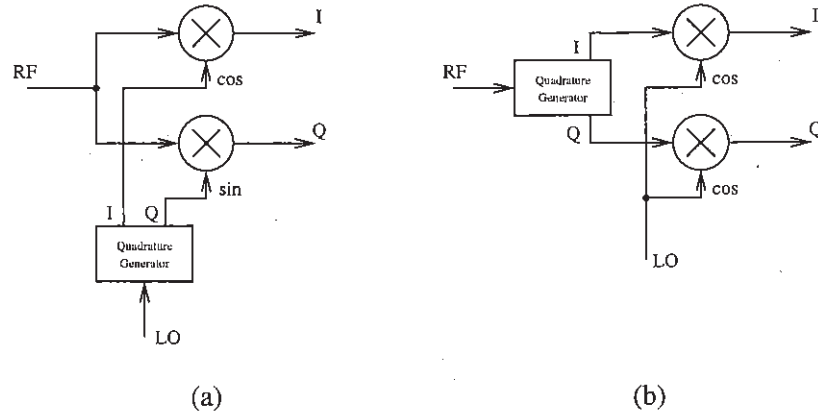 I
RF
cos
Q
sin
I Q
Quadrature
Generator
LO
(a)
I
I
RF
Quadrature
Generator
cos
Q
Q
cos
LO
(b)